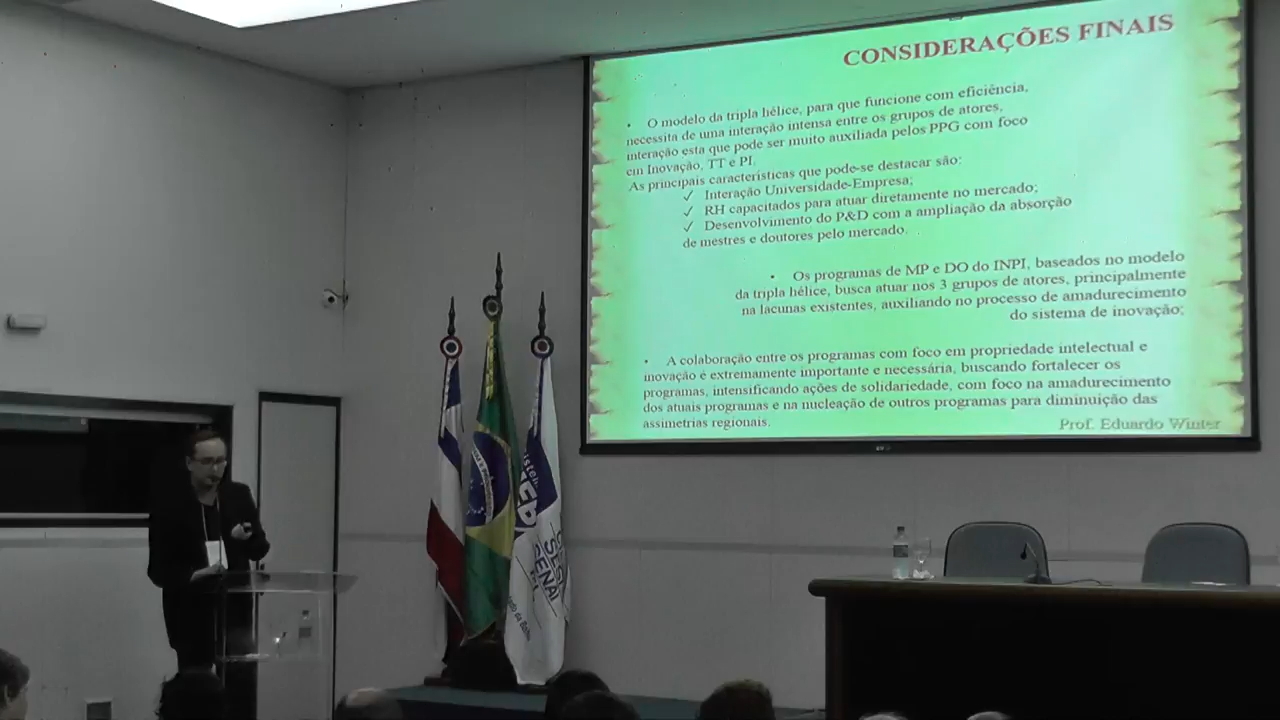 CONSIDERAÇÕES FINAIS
• O modelo da tripla hélice, para que funcione com eficiência,
necessita de uma interação intensa entre os grupos de atores,
interação esta que pode ser muito auxiliada pelos PPG com foco
em Inovação, TT e PI.
As principais características que pode-se destacar são:
✓ Interação Universidade-Empresa;
✓ RH capacitados para atuar diretamente no mercado;
✓ Desenvolvimento do P&D com a ampliação da absorção
de mestres e doutores pelo mercado.
• Os programas de MP e DO do INPI, baseados no modelo
da tripla hélice, busca atuar nos 3 grupos de atores, principalmente
na lacunas existentes, auxiliando no processo de amadurecimento
do sistema de inovação;
• A colaboração entre os programas com foco em propriedade intelectual e
inovação é extremamente importante e necessária, buscando fortalecer os
programas, intensificando ações de solidariedade, com foco na amadurecimento
dos atuais programas e na nucleação de outros programas para diminuição das
assimetrias regionais.
Prof. Eduardo Winter
SESI
SENAI
IEL